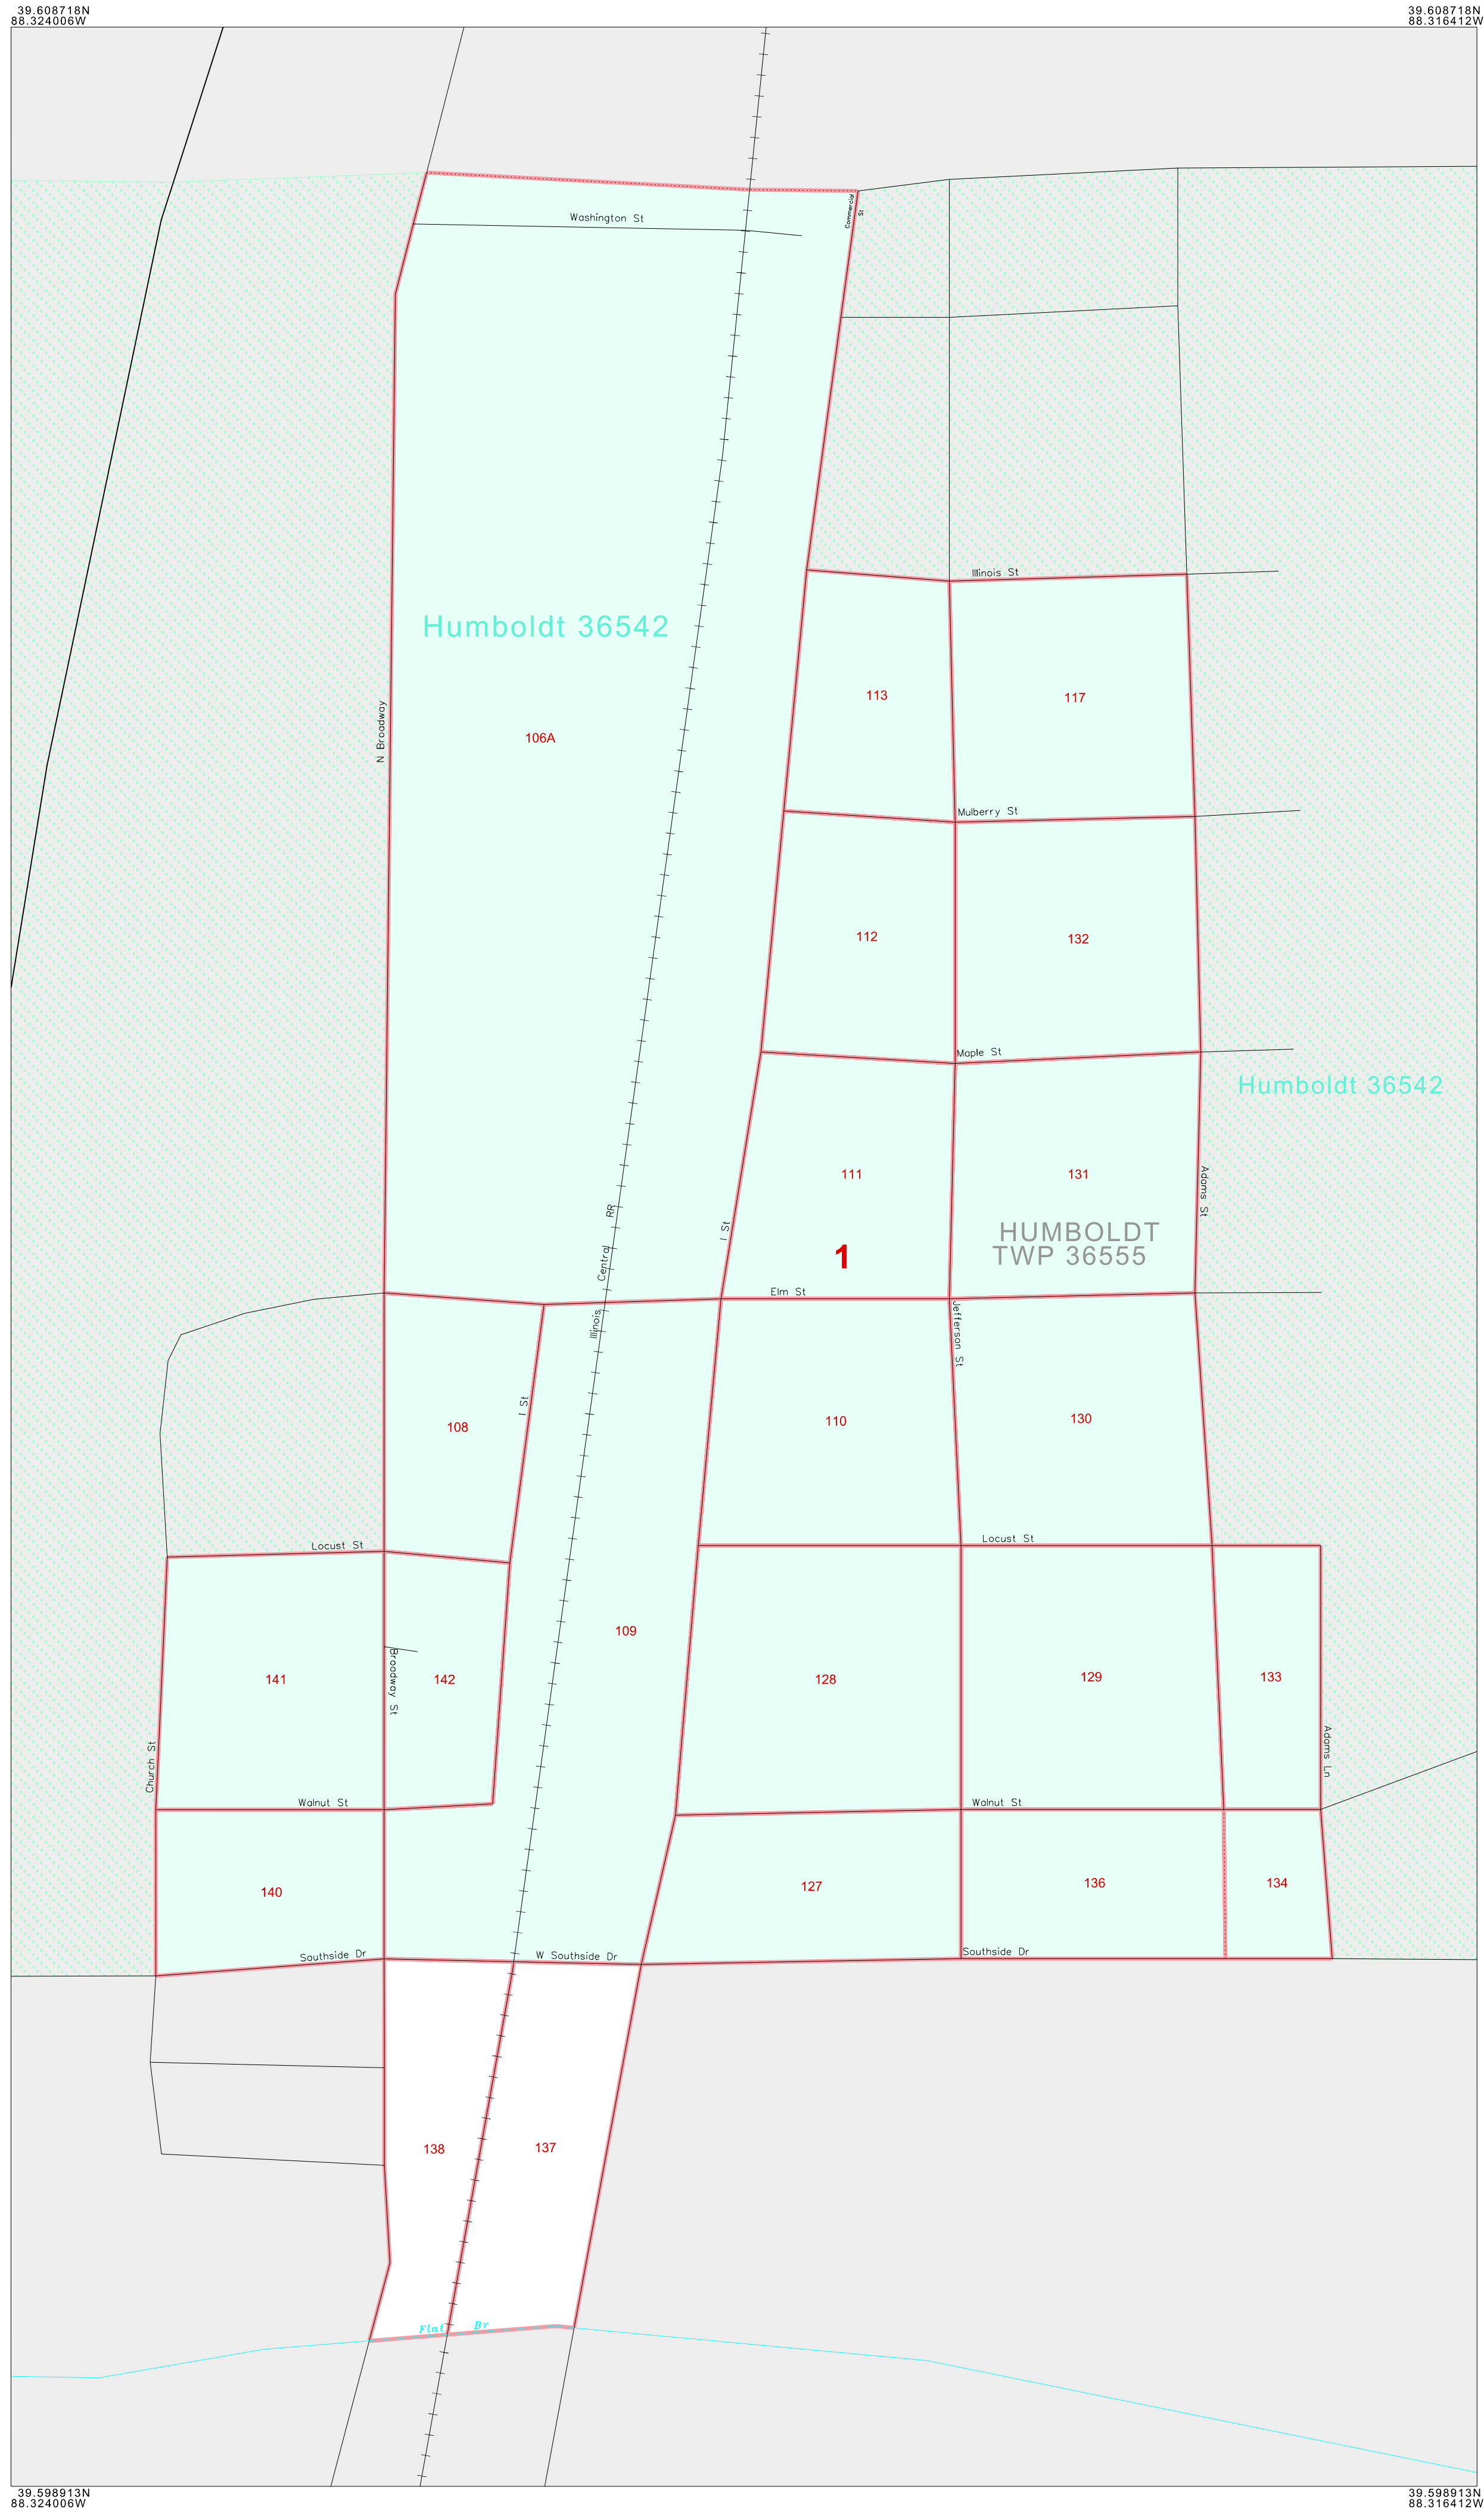 39.608718N
88.324006W
39.608718N
88.316412W
Washington St
Commercial
St
Illinois St
Humboldt 36542
113
117
N Broadway
106A
Mulberry St
112
132
Maple St
Humboldt 36542
111
131
Adams St
Illinois Central RR
I St
HUMBOLDT
TWP 36555
1
Elm St
Jefferson St
I St
108
110
130
Locust St
Locust St
109
141
Broadway St
142
128
129
133
Church St
Adams Ln
Walnut St
Walnut St
140
127
136
134
Southside Dr
W Southside Dr
Southside Dr
138
137
Flat Br
39.598913N
88.324006W
39.598913N
88.316412W